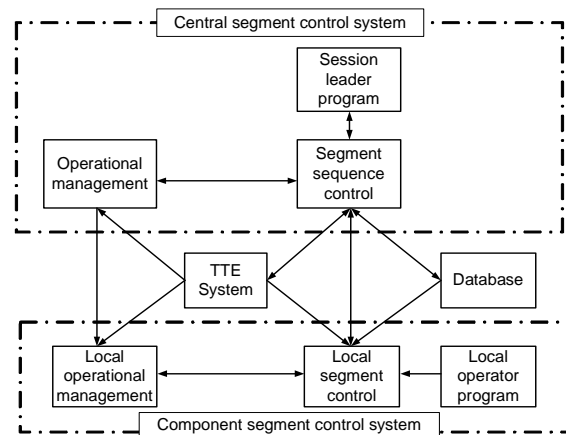 Central segment control system
Session
leader
program
Operational
management
Segment
sequence
control
TTE
System
Database
Local
operational
management
Local
segment
control
Local
operator
program
Component segment control system